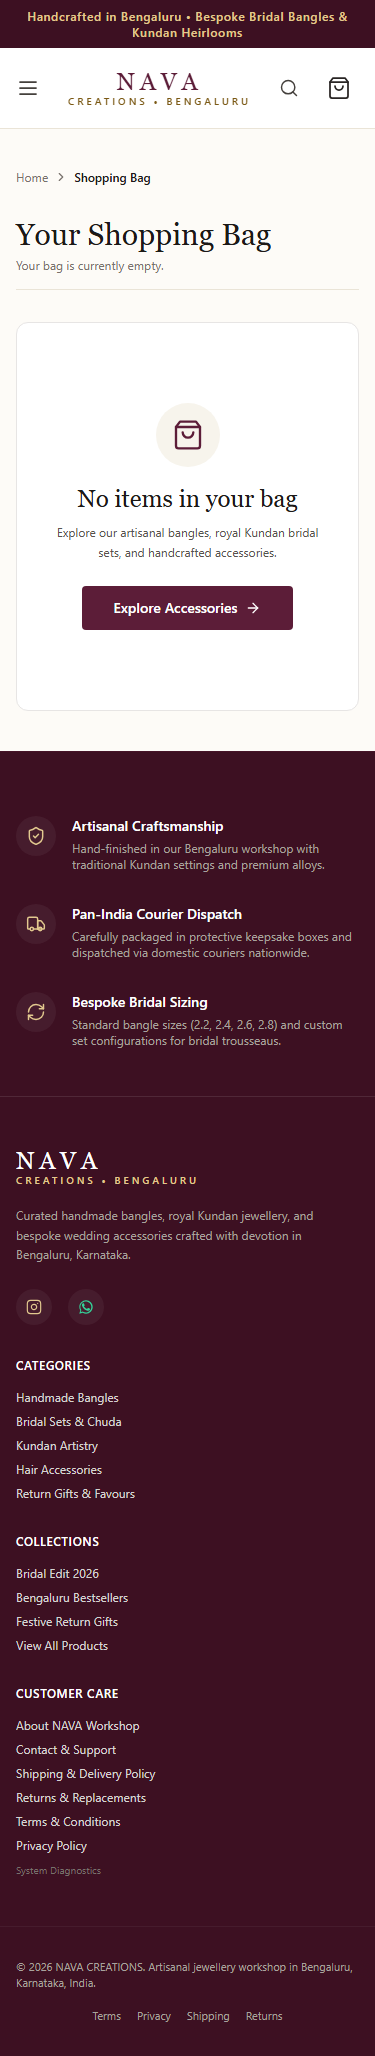 Handcrafted in Bengaluru • Bespoke Bridal Bangles &
Kundan Heirlooms
NAVA
CREATIONS • BENGALURU
Home > Shopping Bag
Your Shopping Bag
Your bag is currently empty.
No items in your bag
Explore our artisanal bangles, royal Kundan bridal
sets, and handcrafted accessories.
Explore Accessories →
Artisanal Craftsmanship
Hand-finished in our Bengaluru workshop with
traditional Kundan settings and premium alloys.
Pan-India Courier Dispatch
Carefully packaged in protective keepsake boxes and
dispatched via domestic couriers nationwide.
Bespoke Bridal Sizing
Standard bangle sizes (2.2, 2.4, 2.6, 2.8) and custom
set configurations for bridal trousseaus.
NAVA
CREATIONS • BENGALURU
Curated handmade bangles, royal Kundan jewellery, and
bespoke wedding accessories crafted with devotion in
Bengaluru, Karnataka.
CATEGORIES
Handmade Bangles
Bridal Sets & Chuda
Kundan Artistry
Hair Accessories
Return Gifts & Favours
COLLECTIONS
Bridal Edit 2026
Bengaluru Bestsellers
Festive Return Gifts
View All Products
CUSTOMER CARE
About NAVA Workshop
Contact & Support
Shipping & Delivery Policy
Returns & Replacements
Terms & Conditions
Privacy Policy
System Diagnostics
© 2026 NAVA CREATIONS. Artisanal jewellery workshop in Bengaluru,
Karnataka, India.
Terms Privacy Shipping Returns